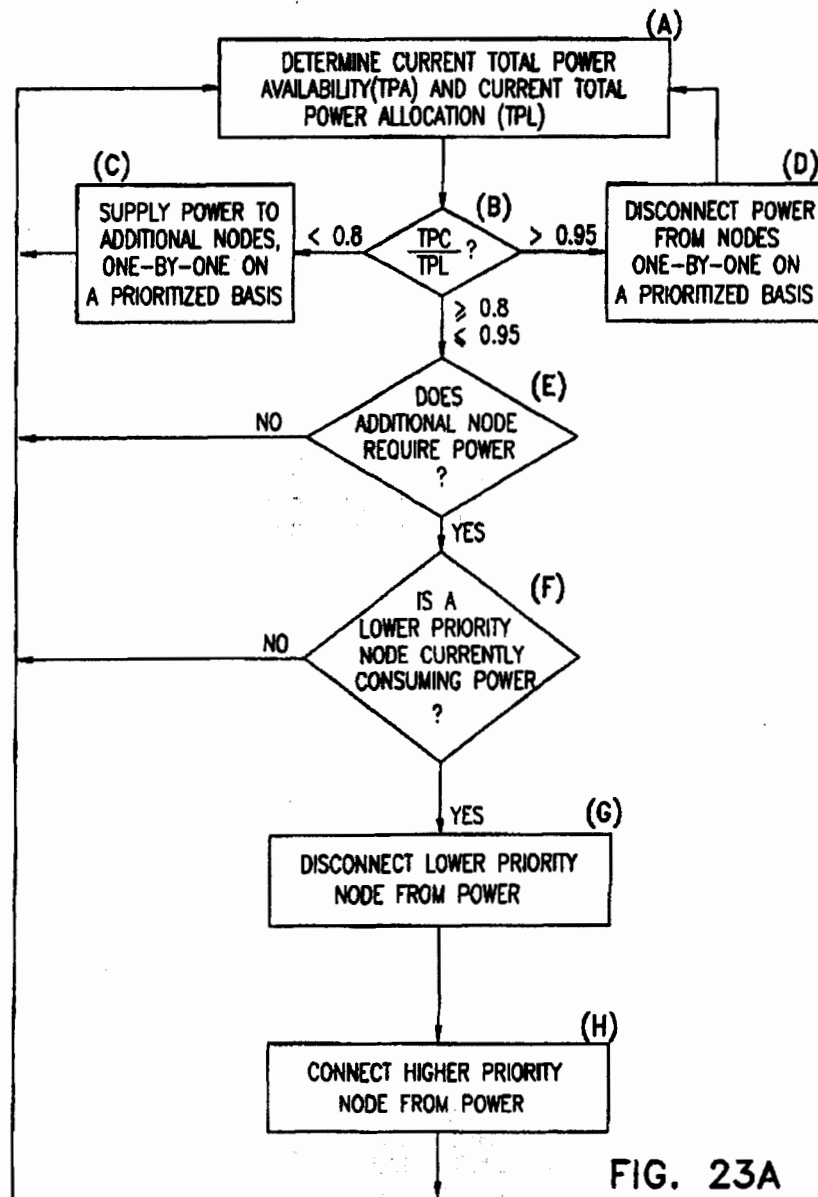 (A)
DETERMINE CURRENT TOTAL POWER
AVAILABILITY(TPA) AND CURRENT TOTAL
POWER ALLOCATION (TPL)
(C)
SUPPLY POWER TO
ADDITIONAL NODES,
ONE-BY-ONE ON
A PRIORITIZED BASIS
< 0.8
(B)
TPC
TPL
?
> 0.95
(D)
DISCONNECT POWER
FROM NODES
ONE-BY-ONE ON
A PRIORITIZED BASIS
⩾ 0.8
⩽ 0.95
(E)
DOES
ADDITIONAL NODE
REQUIRE POWER
?
NO
YES
(F)
IS A
LOWER PRIORITY
NODE CURRENTLY
CONSUMING POWER
?
NO
YES
(G)
DISCONNECT LOWER PRIORITY
NODE FROM POWER
(H)
CONNECT HIGHER PRIORITY
NODE FROM POWER
FIG. 23A